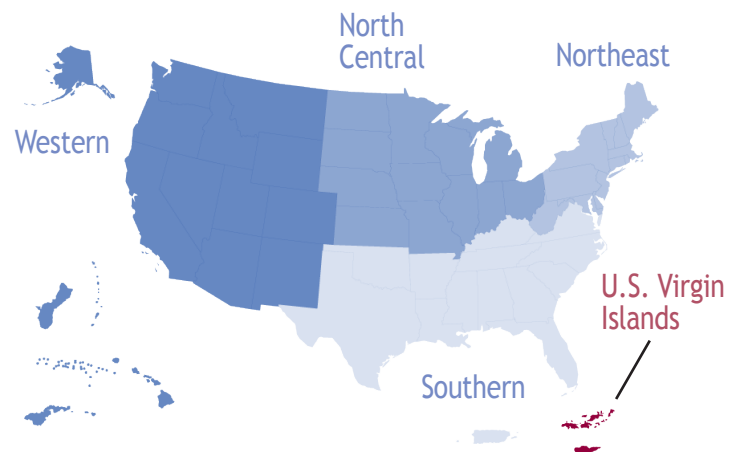 North
Central
Northeast
Western
U.S. Virgin
Islands
Southern